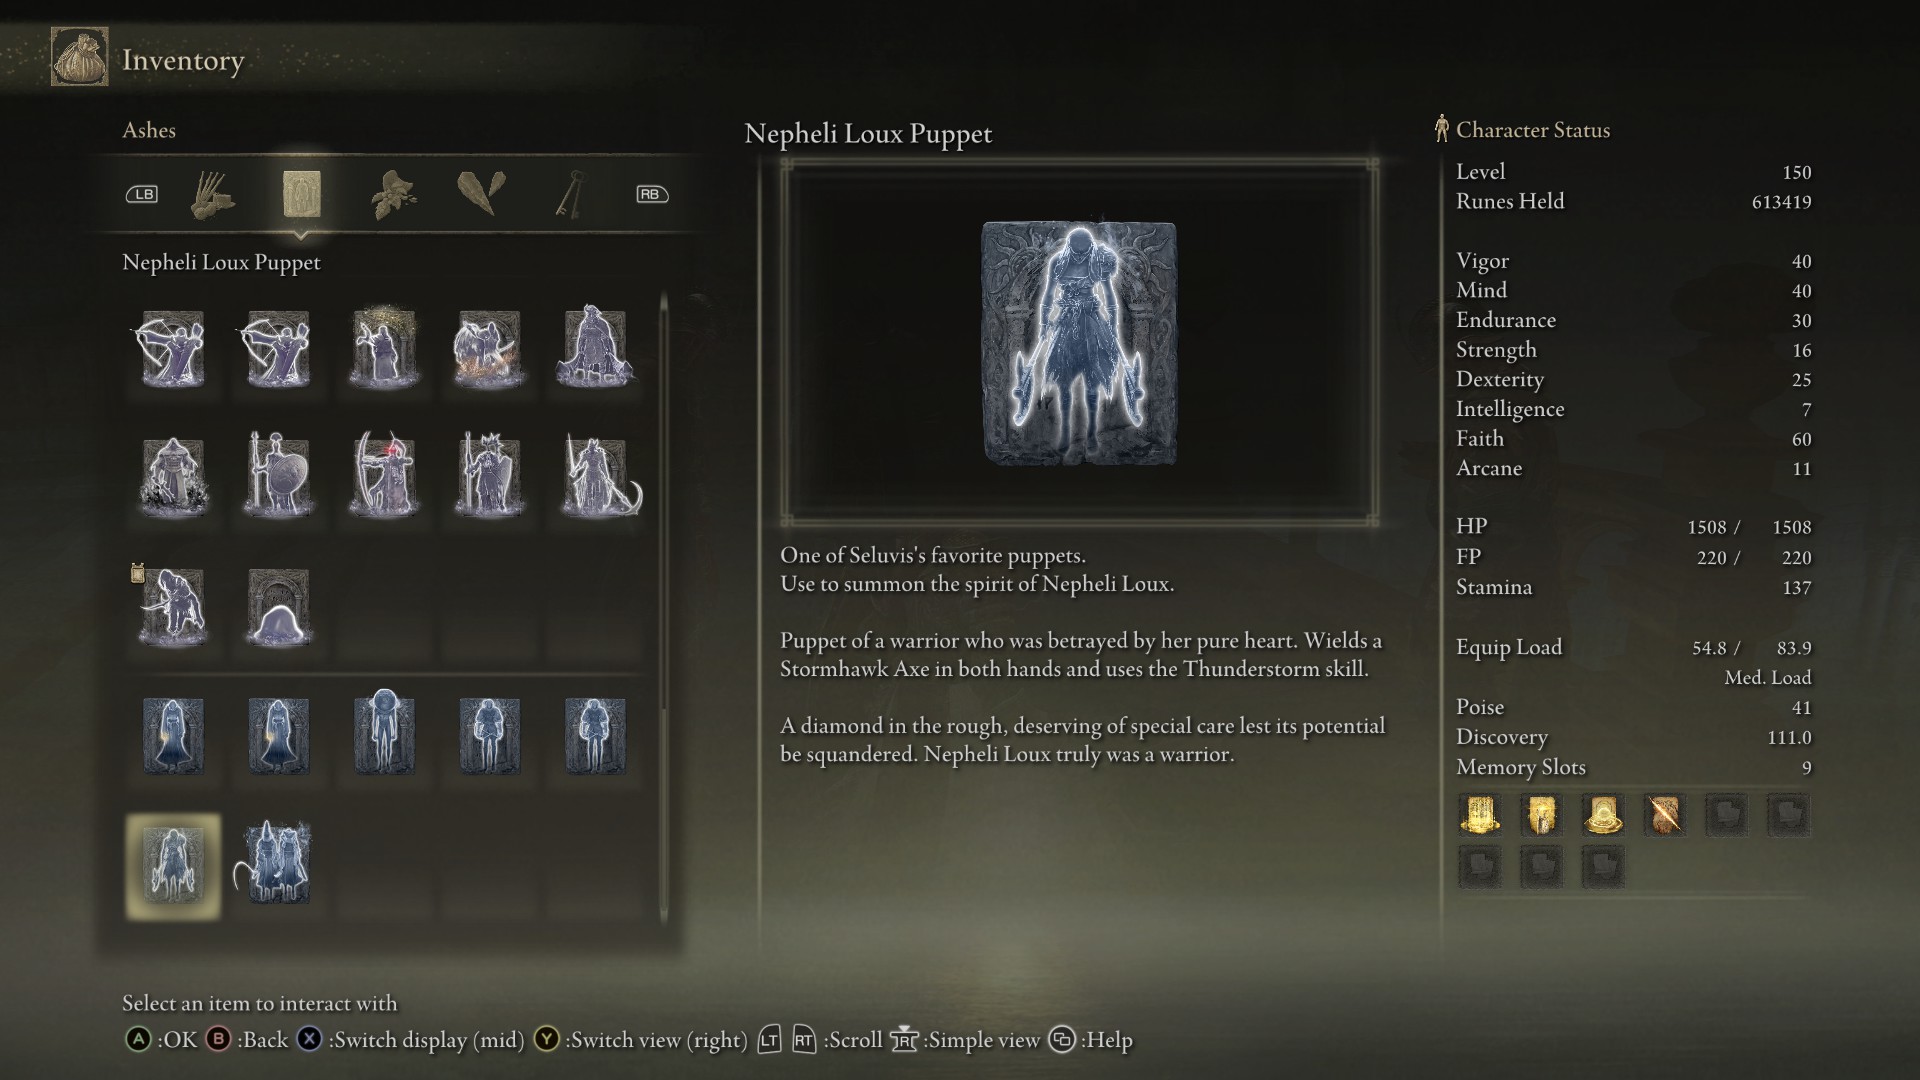 Inventory
Ashes
LB
RB
Nepheli Loux Puppet
Nepheli Loux Puppet
One of Seluvis's favorite puppets.
Use to summon the spirit of Nepheli Loux.
Puppet of a warrior who was betrayed by her pure heart. Wields a
Stormhawk Axe in both hands and uses the Thunderstorm skill.
A diamond in the rough, deserving of special care lest its potential
be squandered. Nepheli Loux truly was a warrior.
Character Status
Level 150
Runes Held 613419
Vigor 40
Mind 40
Endurance 30
Strength 16
Dexterity 25
Intelligence 7
Faith 60
Arcane 11
HP 1508 / 1508
FP 220 / 220
Stamina 137
Equip Load 54.8 / 83.9
Med. Load
Poise 41
Discovery 111.0
Memory Slots 9
Select an item to interact with
A :OK B :Back X :Switch display (mid) Y :Switch view (right) LT RT :Scroll R :Simple view :Help